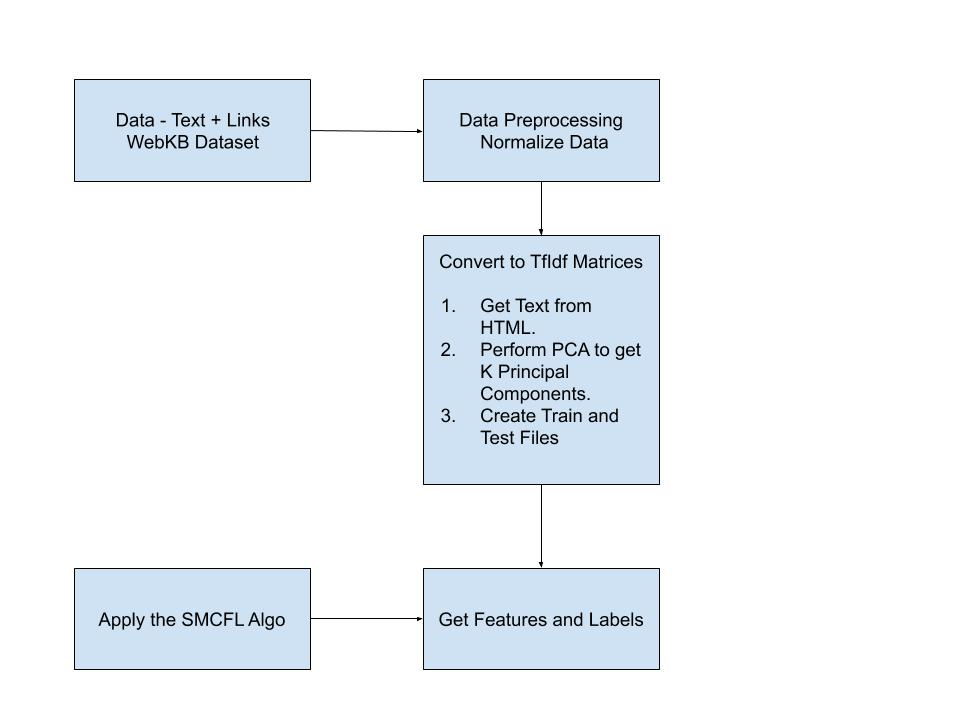 Data - Text + Links
WebKB Dataset
Data Preprocessing
Normalize Data
Convert to TfIdf Matrices
1. Get Text from
HTML.
2. Perform PCA to get
K Principal
Components.
3. Create Train and
Test Files
Apply the SMCFL Algo
Get Features and Labels